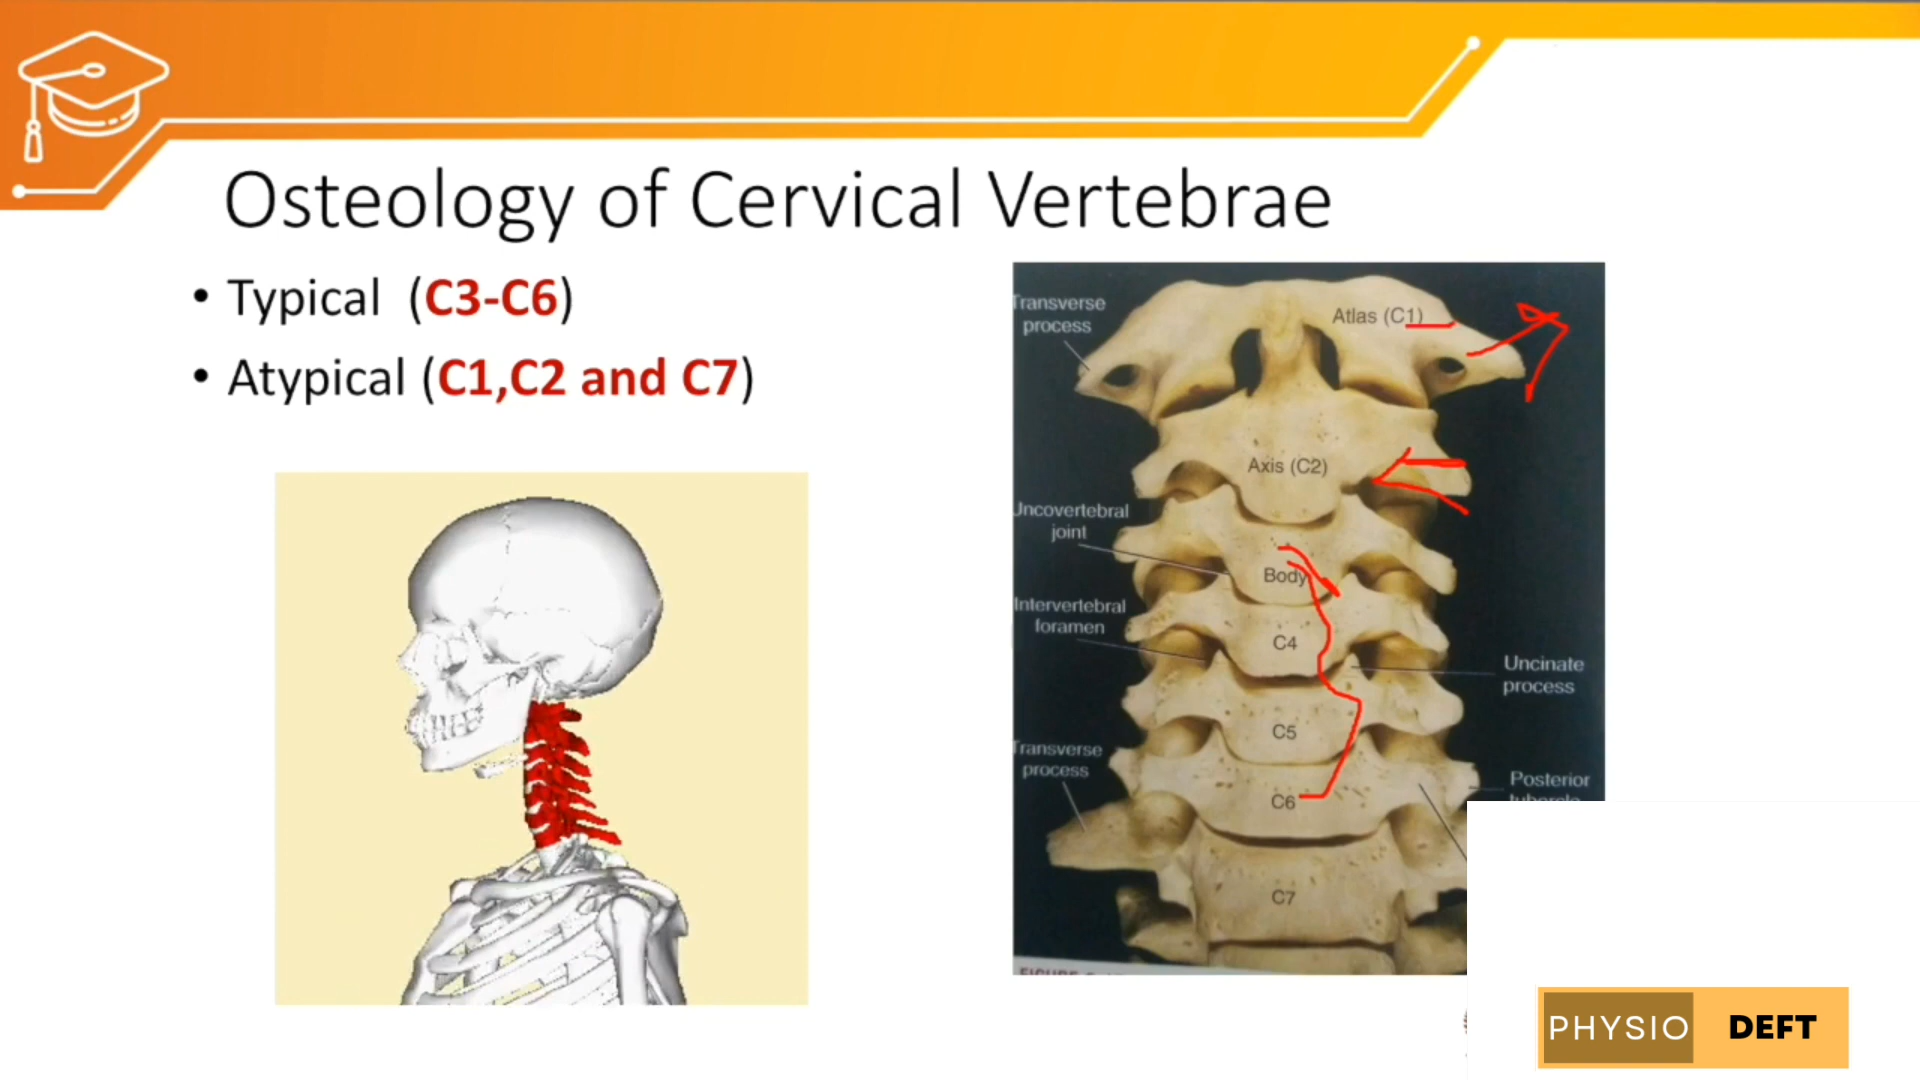 Osteology of Cervical Vertebrae
• Typical (C3-C6)
• Atypical (C1,C2 and C7)
Transverse
process
Atlas (C1)
Axis (C2)
Uncovertebral
joint
Body
Intervertebral
foramen
C4
Uncinate
process
C5
Transverse
process
Posterior
C6
C7
PHYSIO DEFT